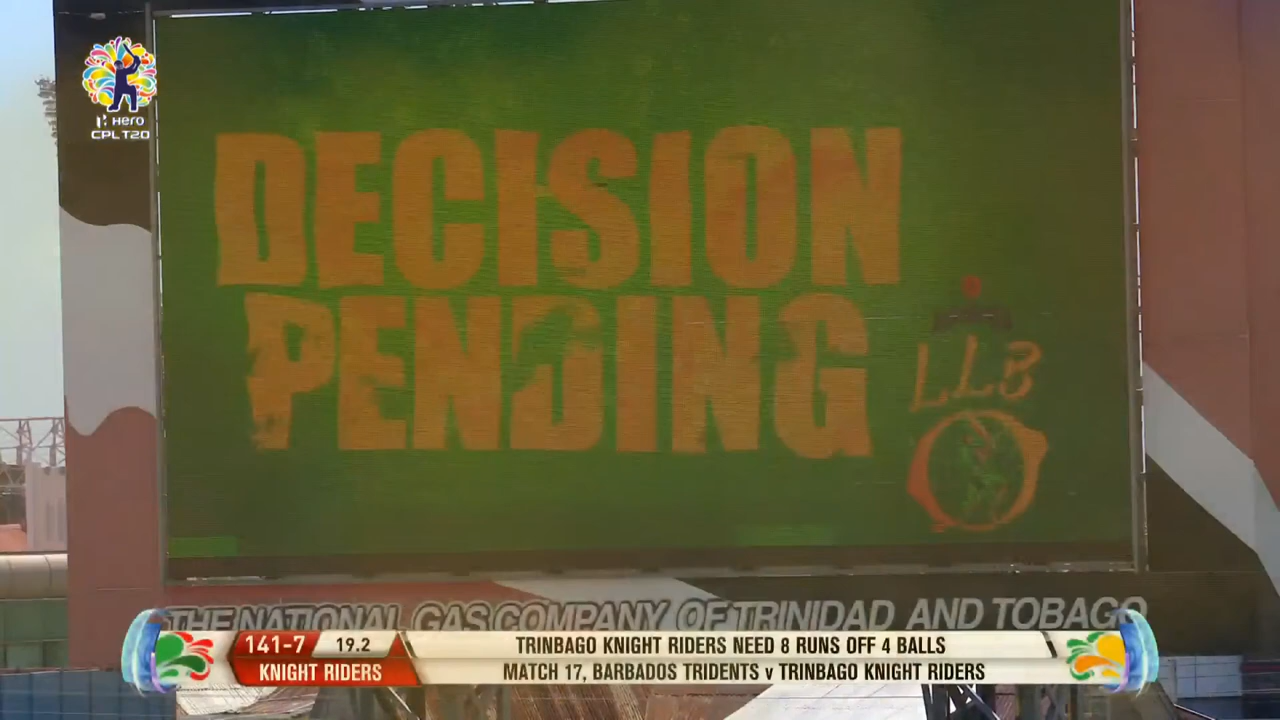 Hero
CPL T20
DECISION
PENDING
LLB
THE NATIONAL GAS COMPANY OF TRINIDAD AND TOBAGO
141-7 19.2 TRINBAGO KNIGHT RIDERS NEED 8 RUNS OFF 4 BALLS
KNIGHT RIDERS MATCH 17, BARBADOS TRIDENTS v TRINBAGO KNIGHT RIDERS